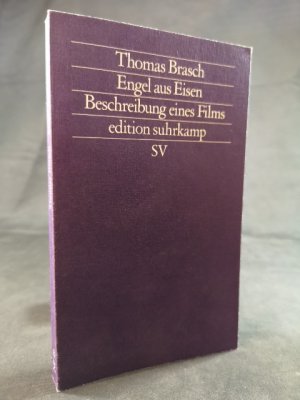 Thomas Brasch
Engel aus Eisen
Beschreibung eines Films
edition suhrkamp
SV